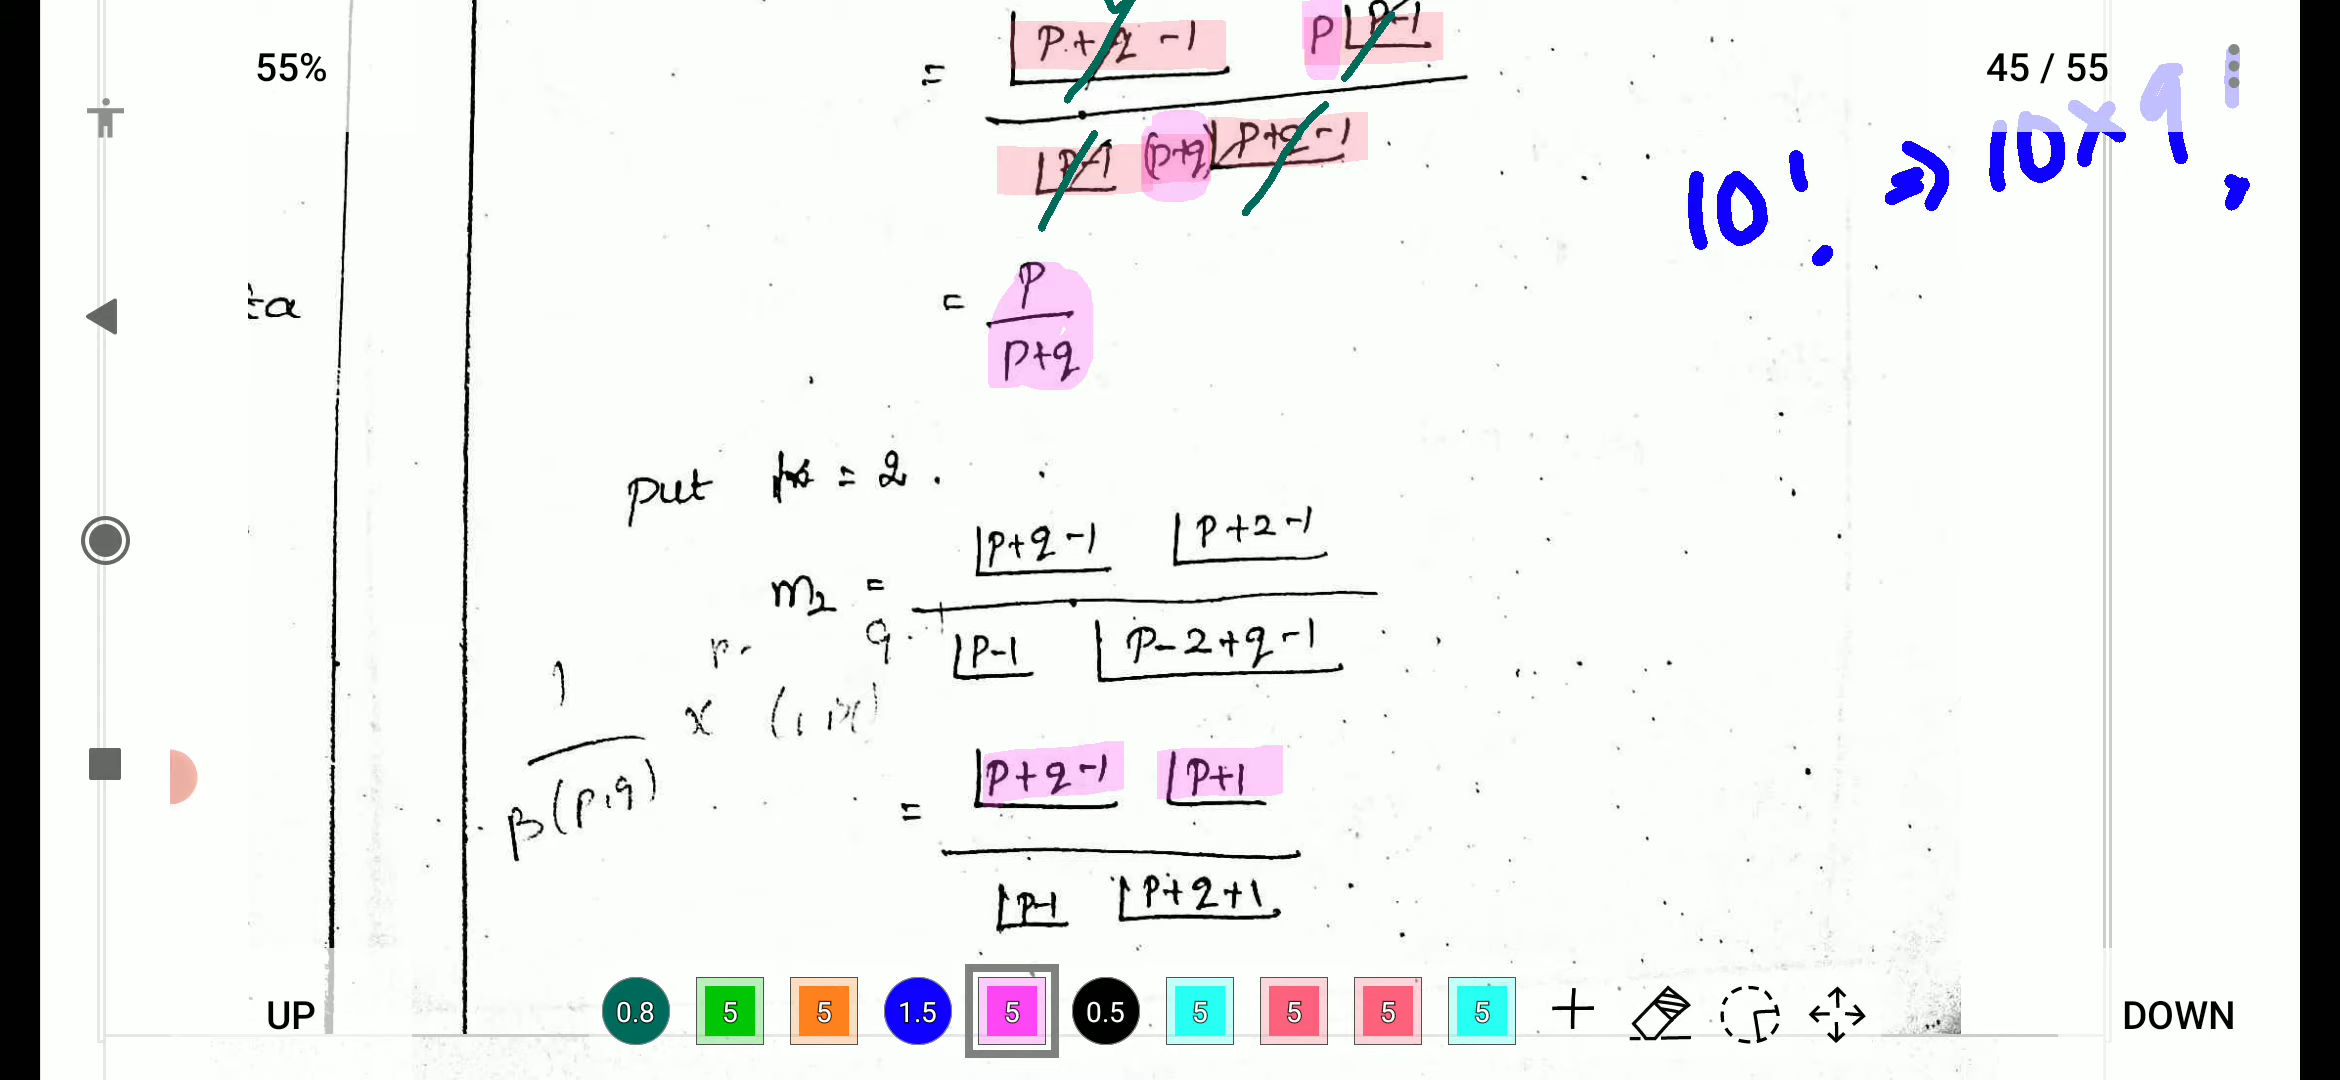 55%
45 / 55
= |P+q-1 P|P-1
|P-1 (p+q)|P+q-1
10! ⇒ 10×9!
ta
= P
P+q
put = 2.
m2 = |P+q-1 |P+2-1
|P-1 |P-2+q-1
1
β(p,q)
x
= |P+q-1 |P+1
|P-1 |P+q+1
UP 0.8 5 5 1.5 5 0.5 5 5 5 5 DOWN